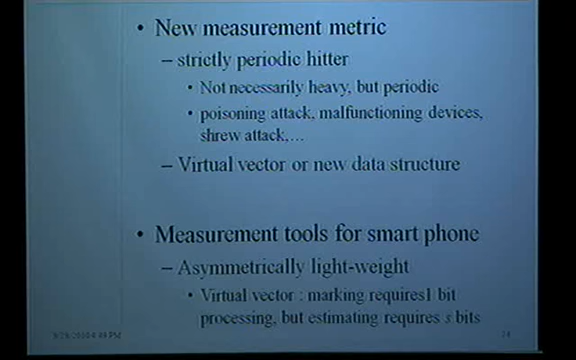 • New measurement metric
– strictly periodic hitter
• Not necessarily heavy, but periodic
• poisoning attack, malfunctioning devices,
shrew attack,…
– Virtual vector or new data structure
• Measurement tools for smart phone
– Asymmetrically light-weight
• Virtual vector : marking requires1 bit
processing, but estimating requires s bits
PM